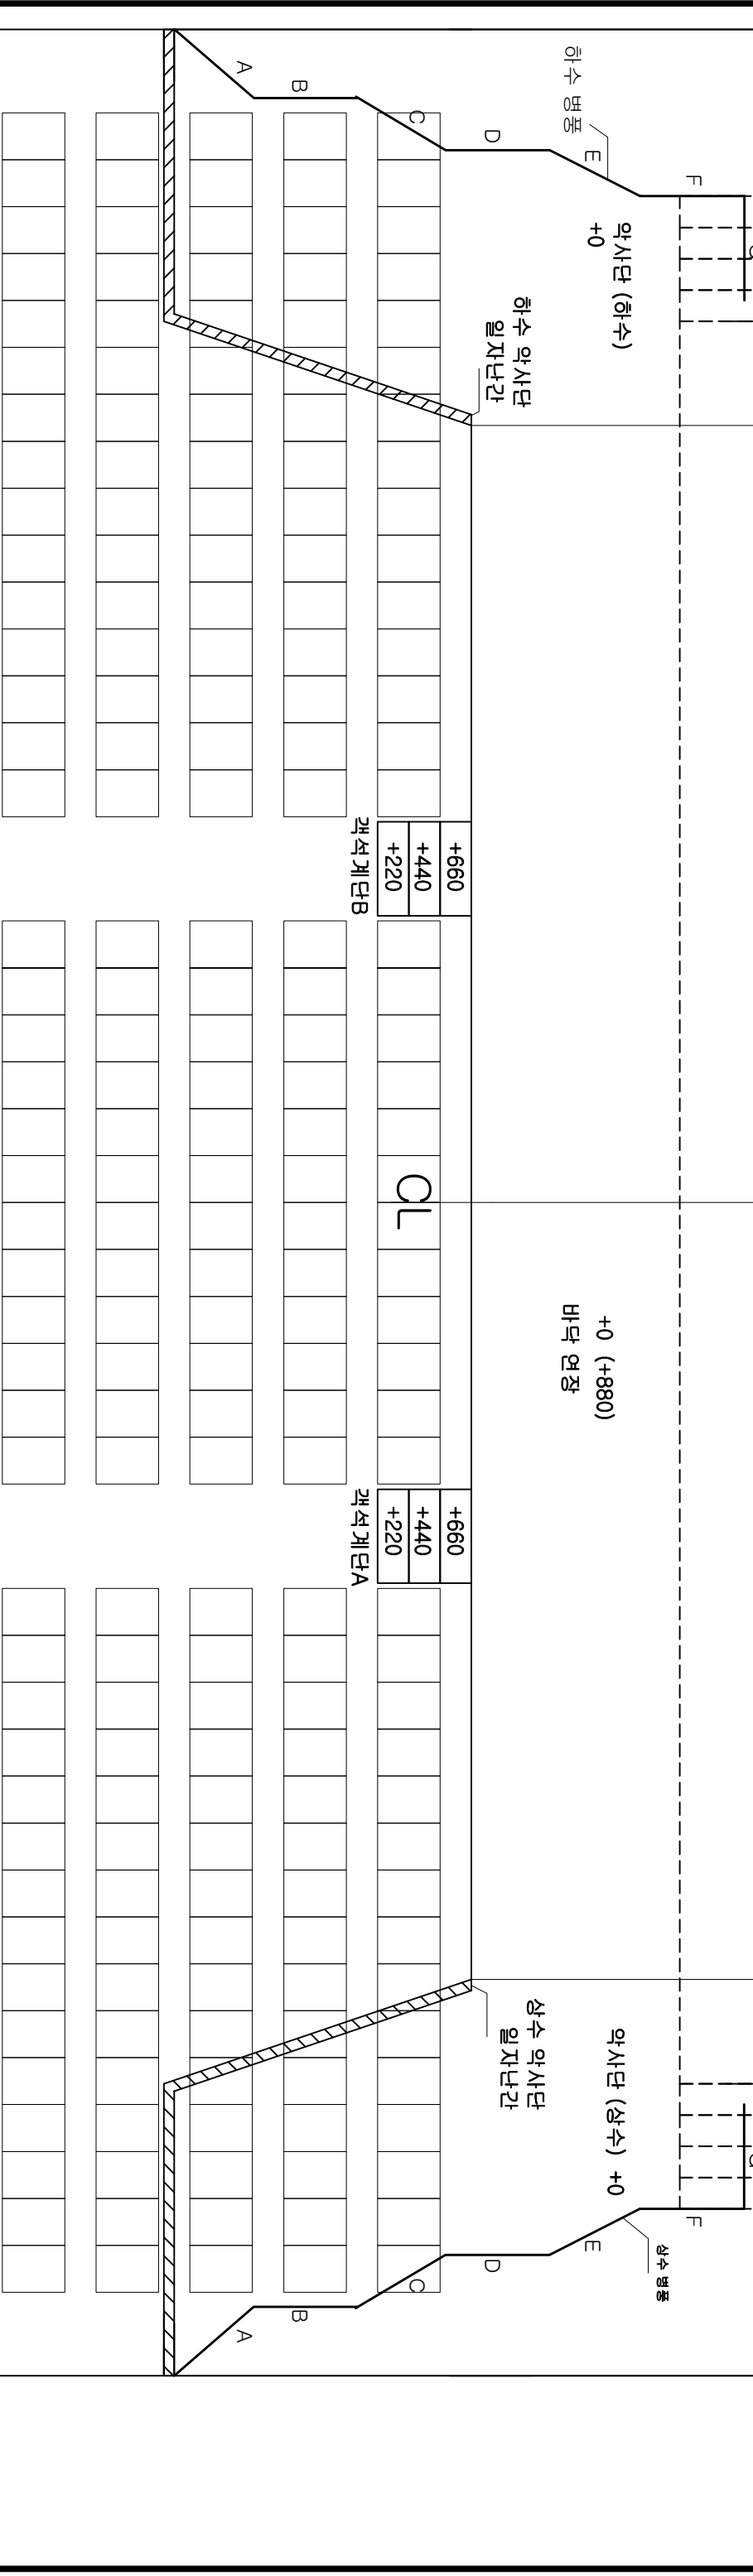 A
B
C
D
E
F
하수 병풍
악사단 (하수)
+0
하수 악사단
일자난간
+660
+440
+220
객석계단B
CL
+0 (+880)
바닥 연장
+660
+440
+220
객석계단A
상수 악사단
일자난간
악사단 (상수) +0
상수 병풍
F
E
D
C
B
A